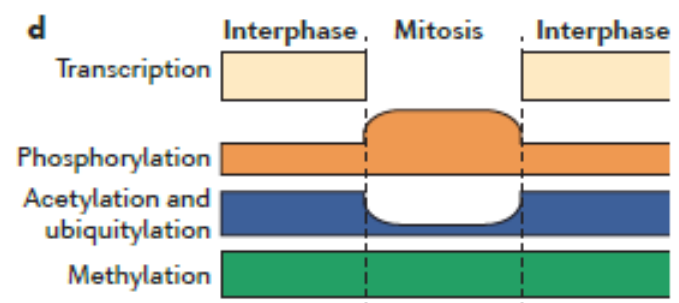 d Interphase Mitosis Interphase
Transcription
Phosphorylation
Acetylation and
ubiquitylation
Methylation